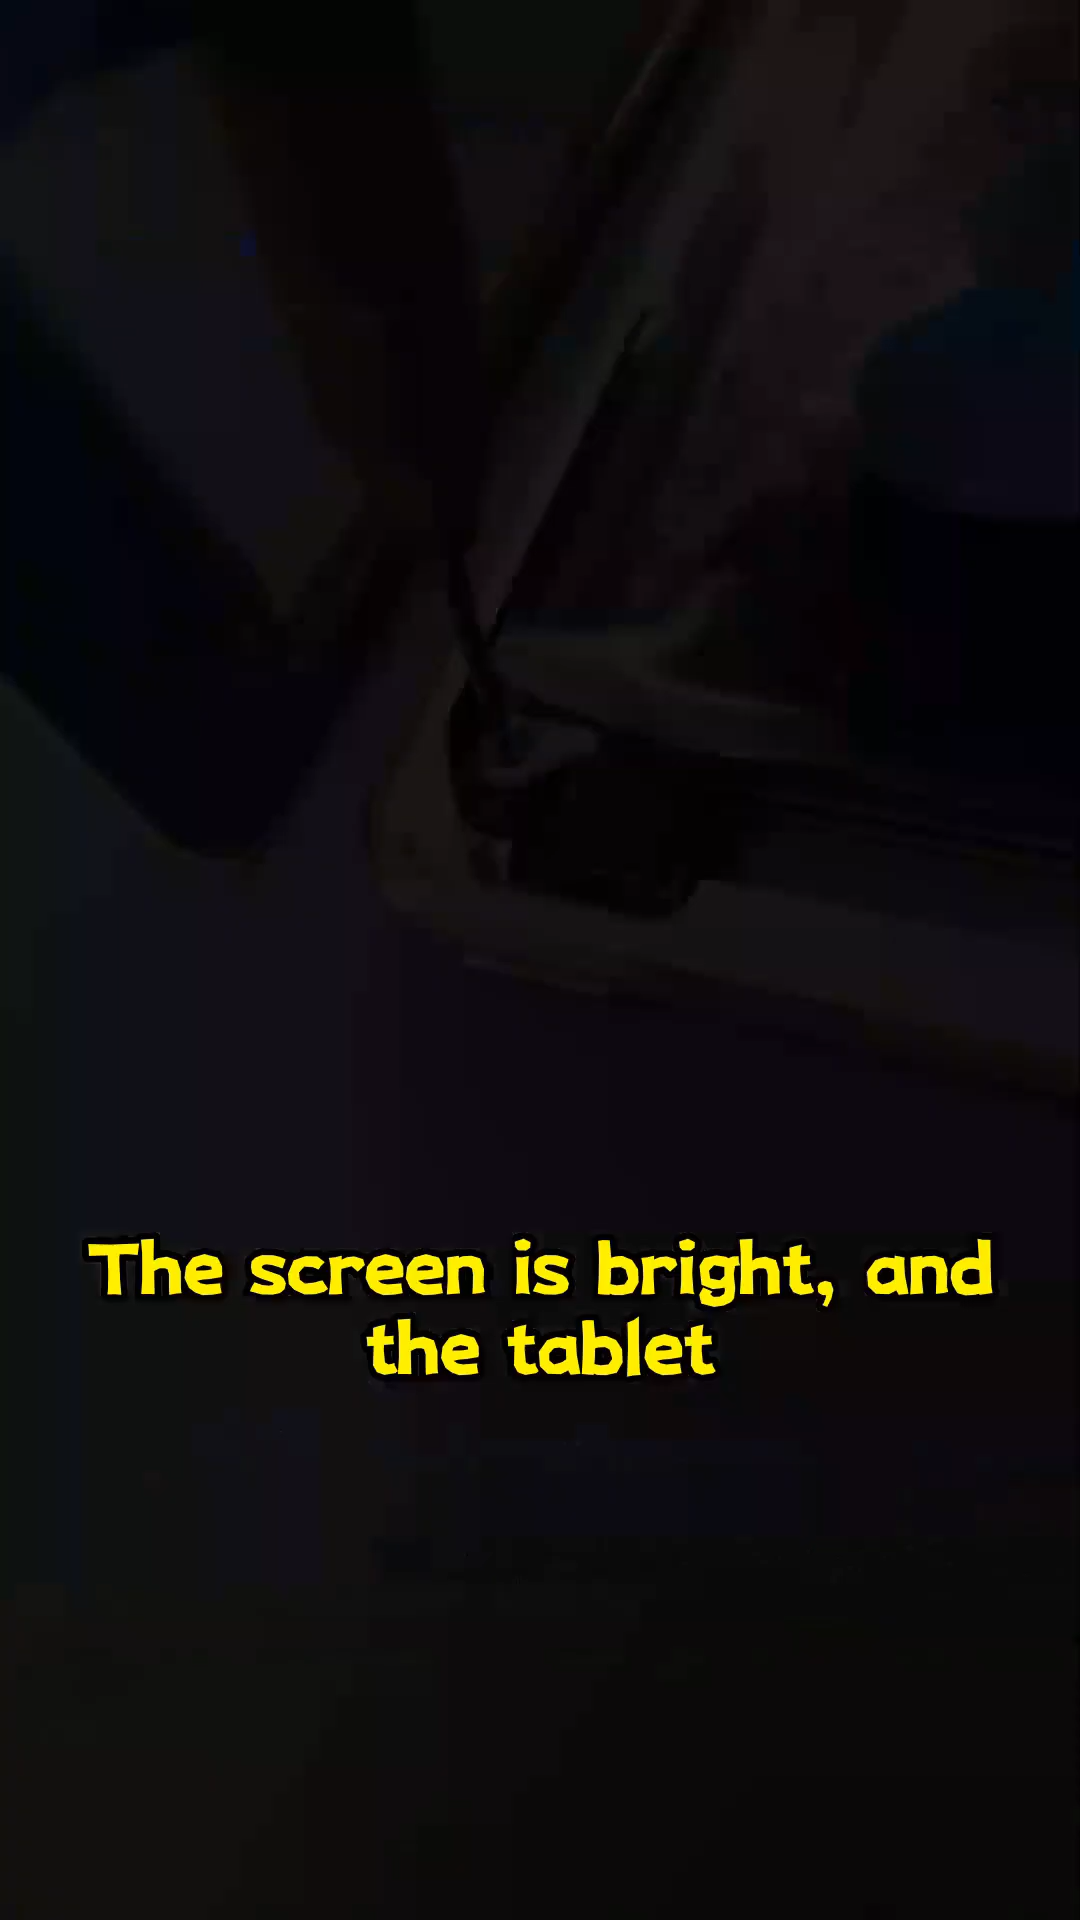 The screen is bright, and
the tablet